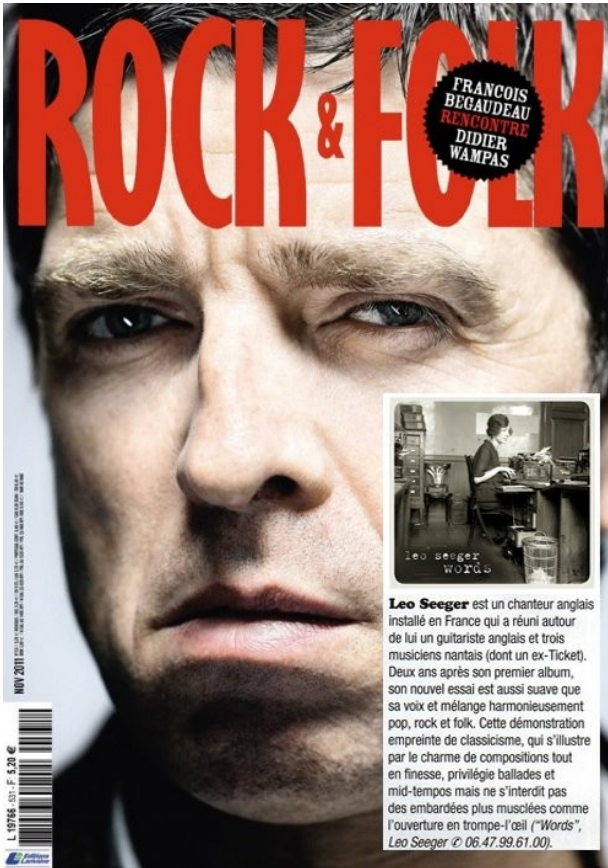 ROCK & FOLK
FRANCOIS
BEGAUDEAU
RENCONTRE
DIDIER
WAMPAS
leo seeger
words
Leo Seeger est un chanteur anglais
installé en France qui a réuni autour
de lui un guitariste anglais et trois
musiciens nantais (dont un ex-Ticket).
Deux ans après son premier album,
son nouvel essai est aussi suave que
sa voix et mélange harmonieusement
pop, rock et folk. Cette démonstration
empreinte de classicisme, qui s'illustre
par le charme de compositions tout
en finesse, privilégie ballades et
mid-tempos mais ne s'interdit pas
des embardées plus musclées comme
l'ouverture en trompe-l'œil ("Words",
Leo Seeger ✆ 06.47.99.61.00).
NOV 2011
L 19766 - 531 - F: 5,20 €
Editions
Larivière